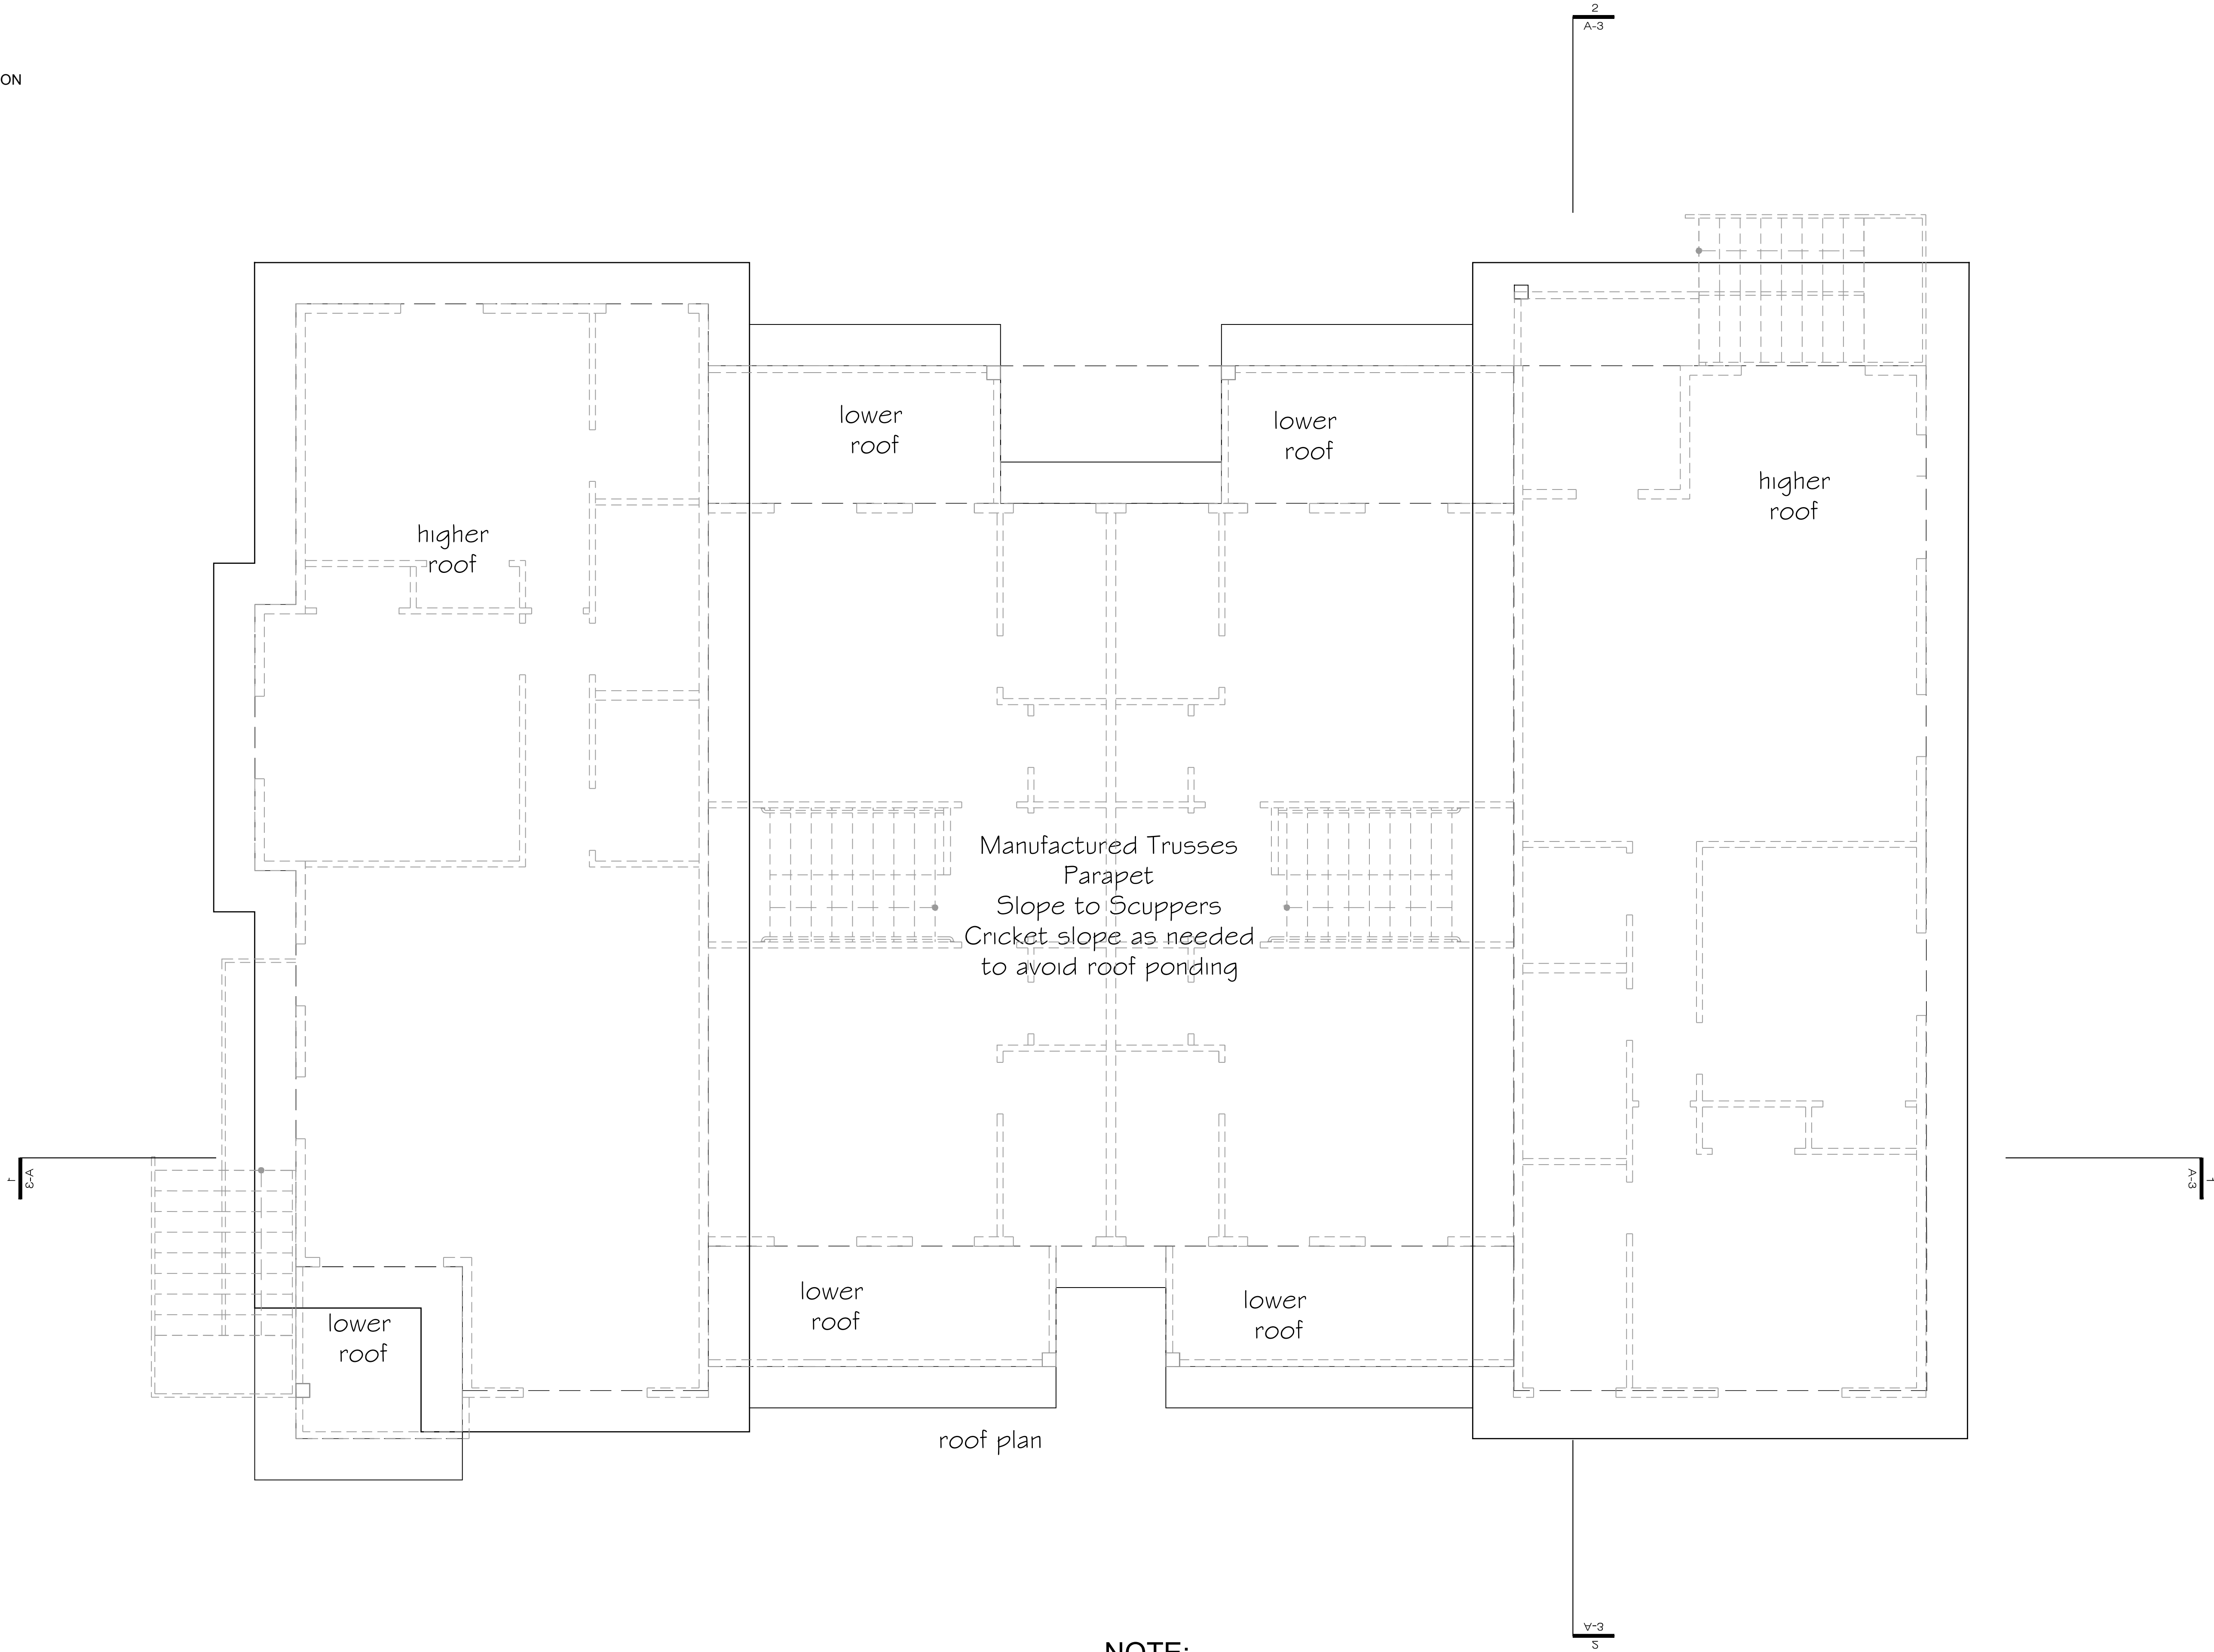 2
A-3
ON
lower
roof
lower
roof
higher
roof
higher
roof
Manufactured Trusses
Parapet
Slope to Scuppers
Cricket slope as needed
to avoid roof ponding
1
A-3
A-3
1
lower
roof
lower
roof
lower
roof
roof plan
A-3
2
NOTE: